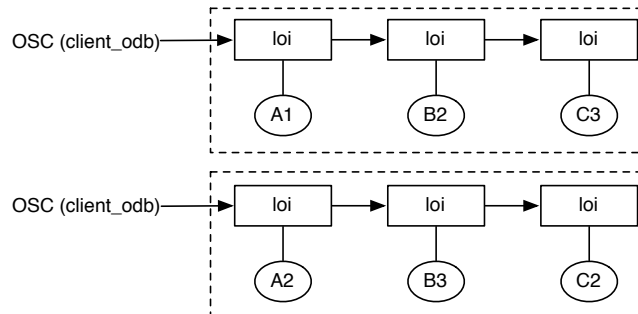 OSC (client_odb) loi loi loi
A1 B2 C3
OSC (client_odb) loi loi loi
A2 B3 C2